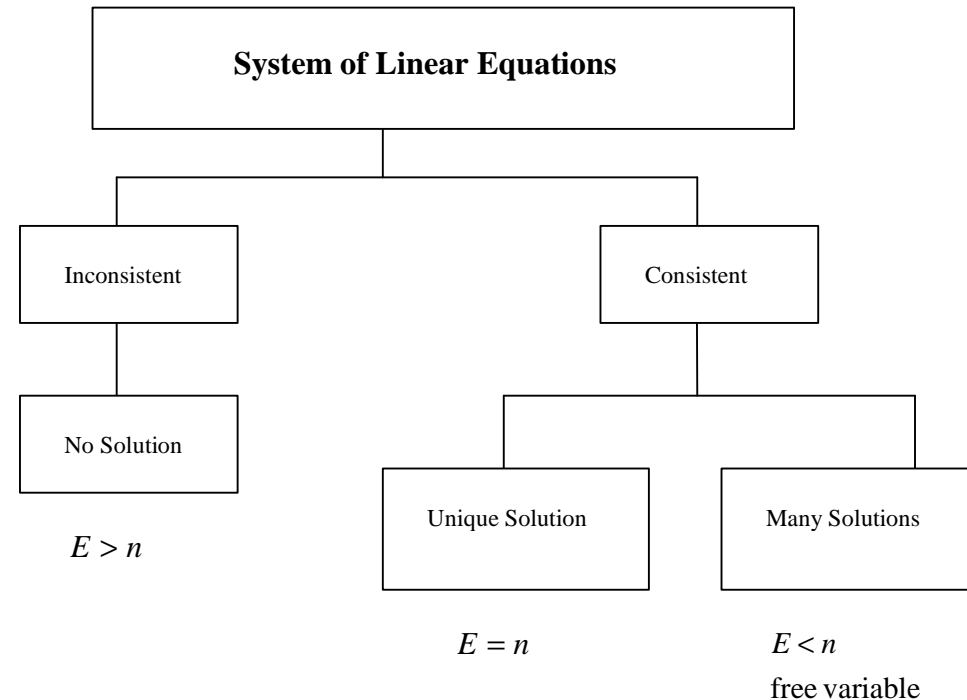 System of Linear Equations
Inconsistent
Consistent
No Solution
E > n
Unique Solution
E = n
Many Solutions
E < n
free variable